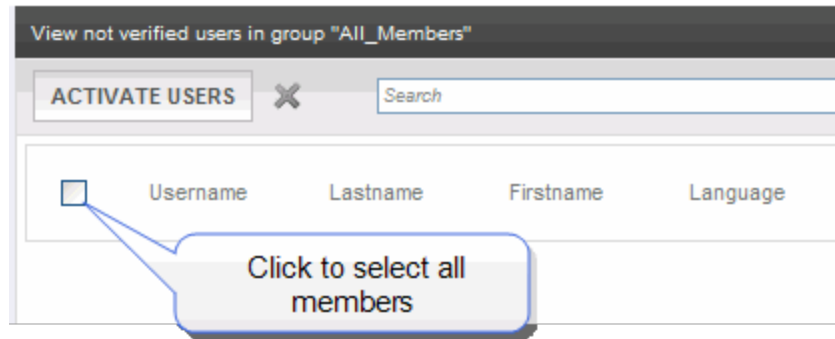 View not verified users in group "All_Members"
ACTIVATE USERS Search
Username Lastname Firstname Language
Click to select all
members